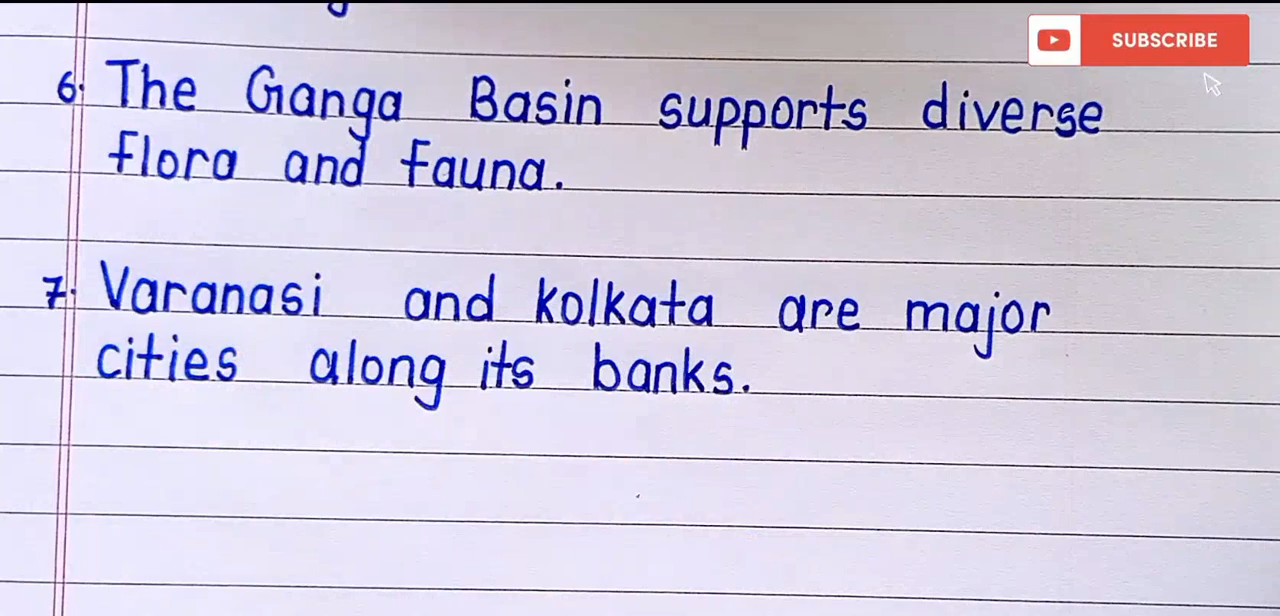 SUBSCRIBE
6. The Ganga Basin supports diverse
flora and fauna.
7. Varanasi and kolkata are major
cities along its banks.